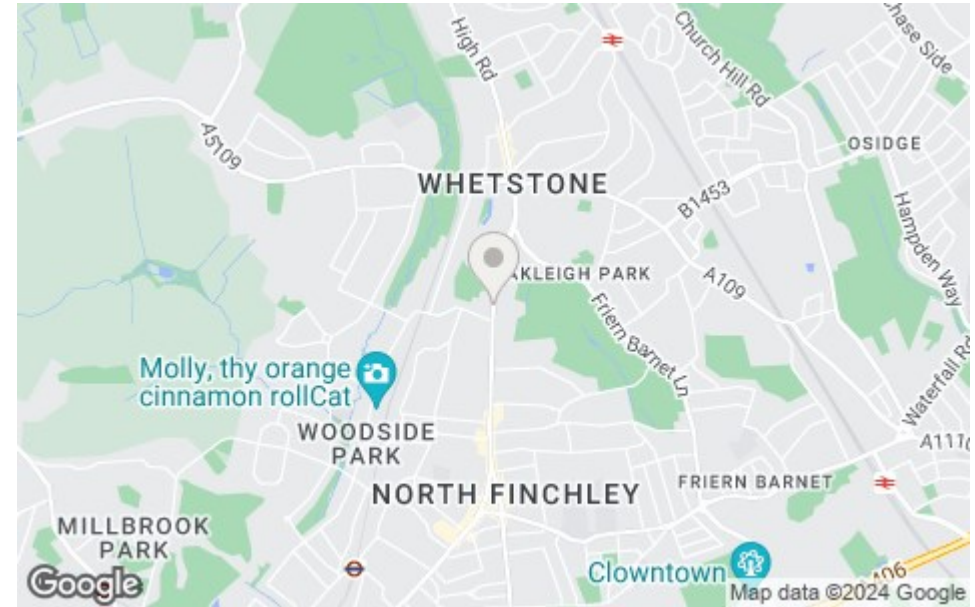 High Rd
Church Hill Rd
Chase Side
A5109
OSIDGE
WHETSTONE
B1453
Hampden Way
AKLEIGH PARK
A109
Friern Barnet Ln
Waterfall Rd
Molly, thy orange
cinnamon rollCat
WOODSIDE
PARK
A1110
NORTH FINCHLEY
FRIERN BARNET
MILLBROOK
PARK
Clowntown
406
Google
Map data ©2024 Google